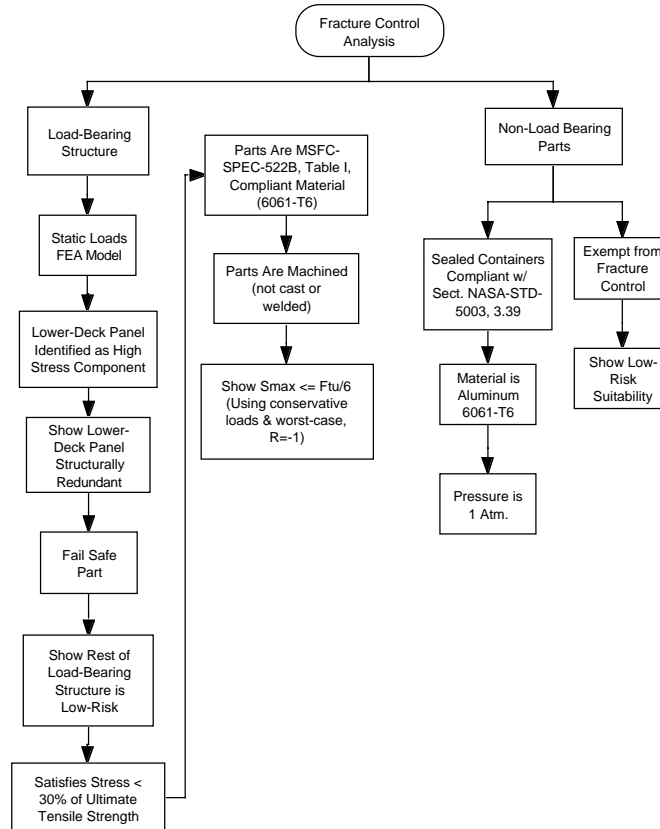 Fracture Control
Analysis
Load-Bearing
Structure
Static Loads
FEA Model
Lower-Deck Panel
Identified as High
Stress Component
Show Lower-
Deck Panel
Structurally
Redundant
Fail Safe
Part
Show Rest of
Load-Bearing
Structure is
Low-Risk
Satisfies Stress <
30% of Ultimate
Tensile Strength
Parts Are MSFC-
SPEC-522B, Table I,
Compliant Material
(6061-T6)
Parts Are Machined
(not cast or
welded)
Show Smax <= Ftu/6
(Using conservative
loads & worst-case,
R=-1)
Non-Load Bearing
Parts
Sealed Containers
Compliant w/
Sect. NASA-STD-
5003, 3.39
Material is
Aluminum
6061-T6
Pressure is
1 Atm.
Exempt from
Fracture
Control
Show Low-
Risk
Suitability